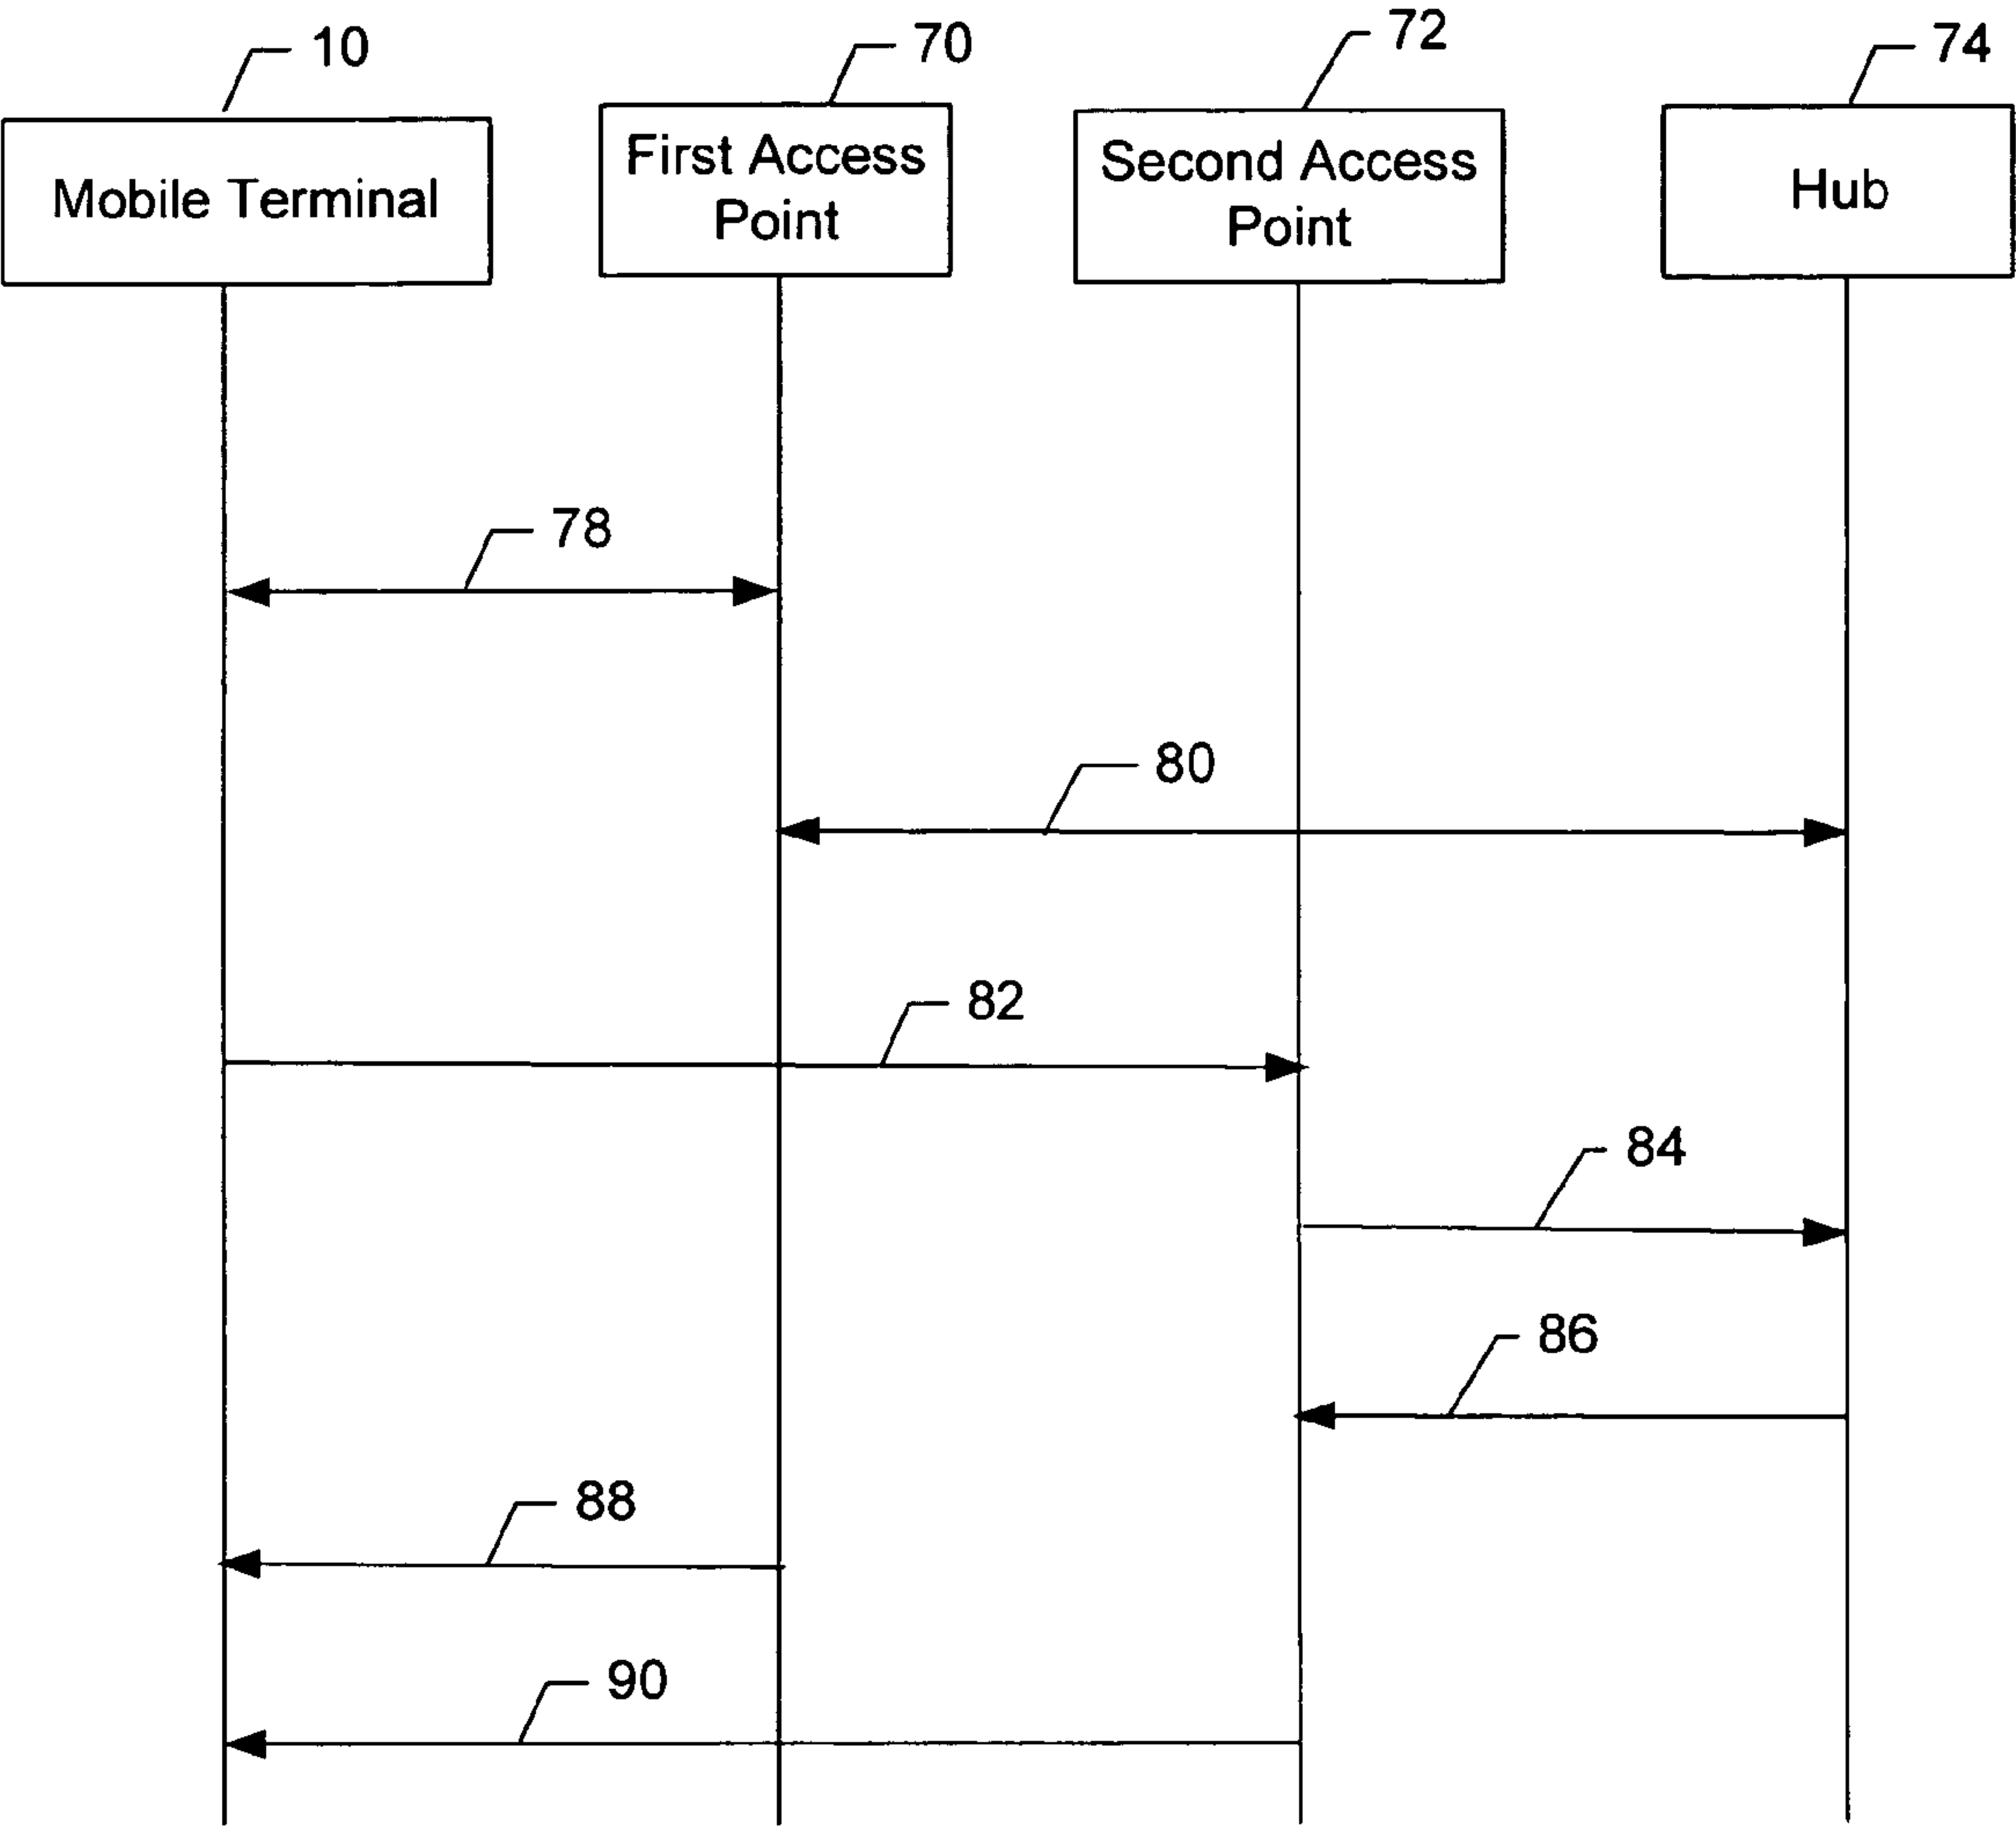 10
70
72
74
Mobile Terminal
First Access
Point
Second Access
Point
Hub
78
80
82
84
86
88
90